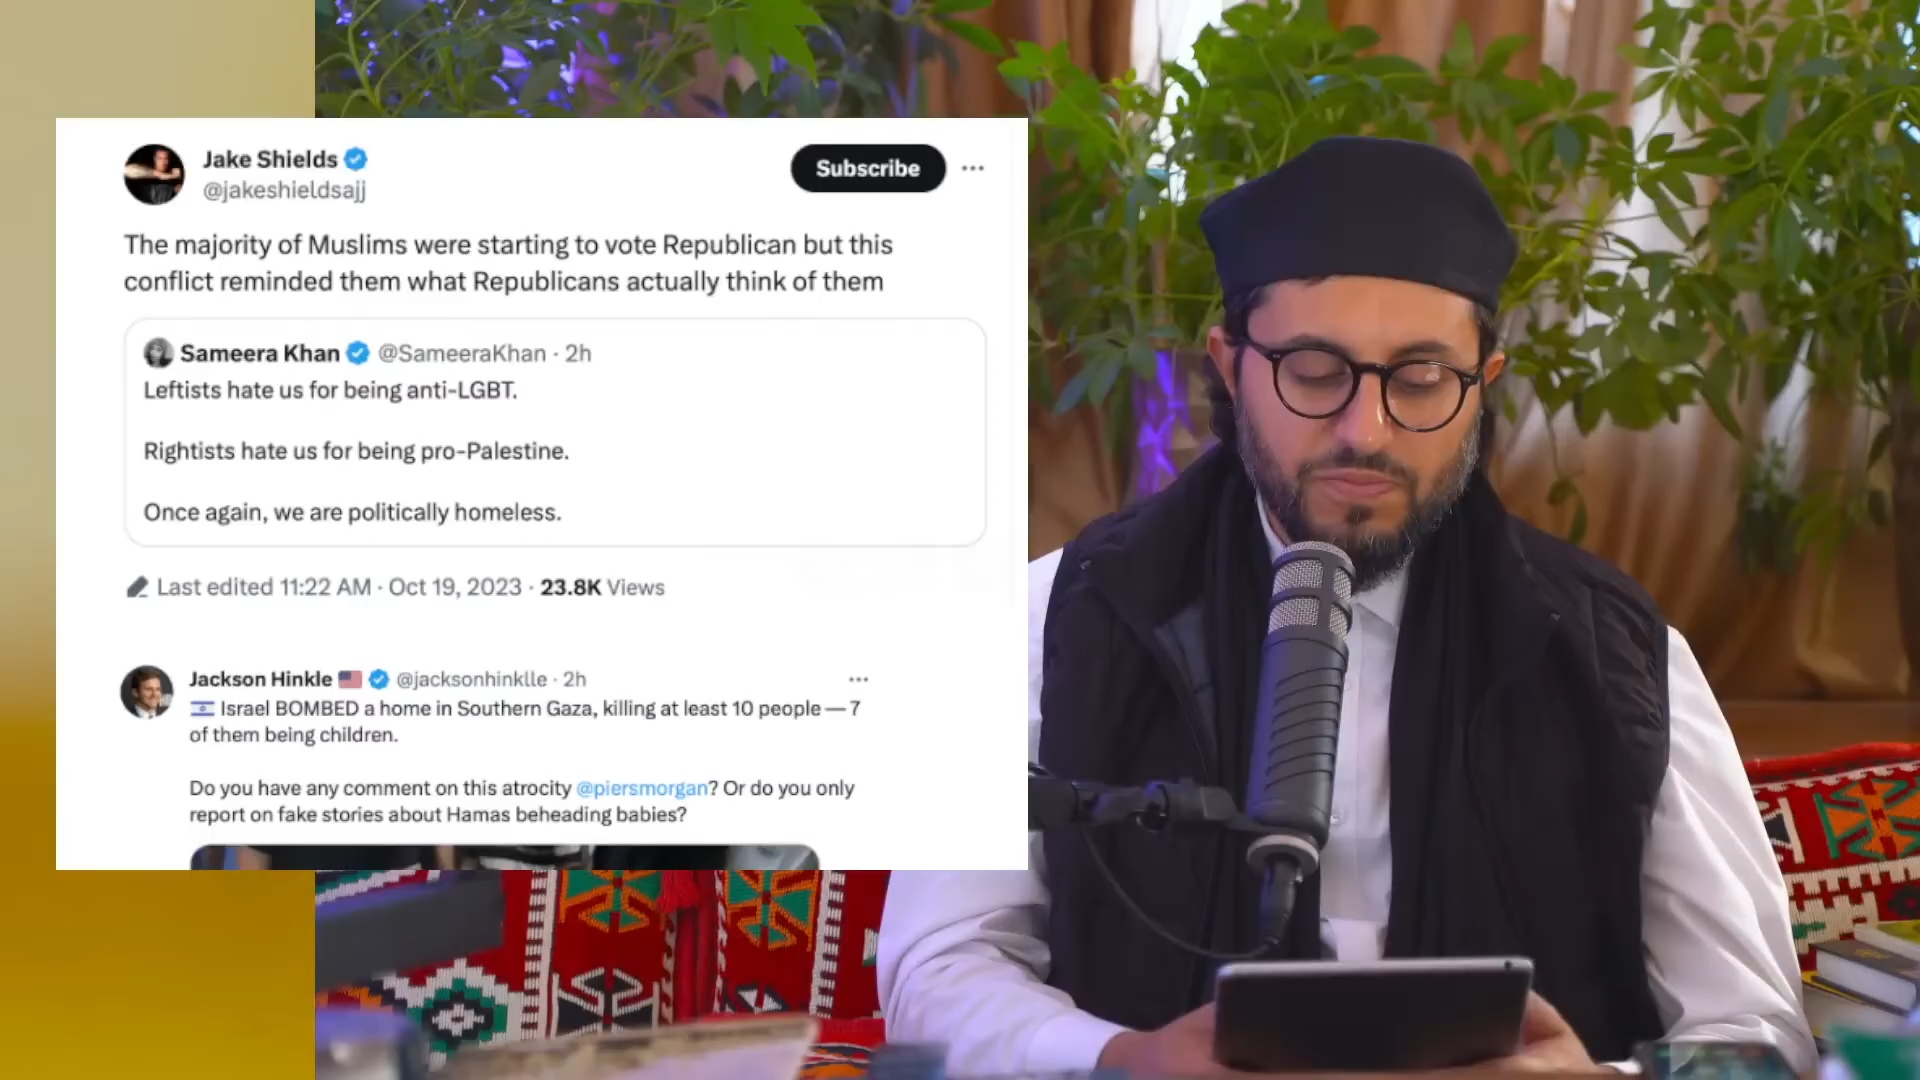 Jake Shields
@jakeshieldsajj
Subscribe
The majority of Muslims were starting to vote Republican but this
conflict reminded them what Republicans actually think of them
Sameera Khan @SameeraKhan · 2h
Leftists hate us for being anti-LGBT.
Rightists hate us for being pro-Palestine.
Once again, we are politically homeless.
Last edited 11:22 AM · Oct 19, 2023 · 23.8K Views
Jackson Hinkle @jacksonhinklle · 2h
Israel BOMBED a home in Southern Gaza, killing at least 10 people — 7
of them being children.
Do you have any comment on this atrocity @piersmorgan? Or do you only
report on fake stories about Hamas beheading babies?